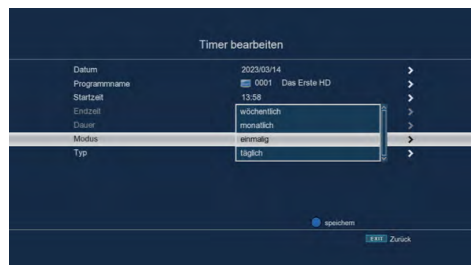 Timer bearbeiten
Datum 2023/03/14
Programmname 0001 Das Erste HD
Startzeit 13:58
Endzeit wöchentlich
Dauer monatlich
Modus einmalig
Typ täglich
speichern
EXIT Zurück